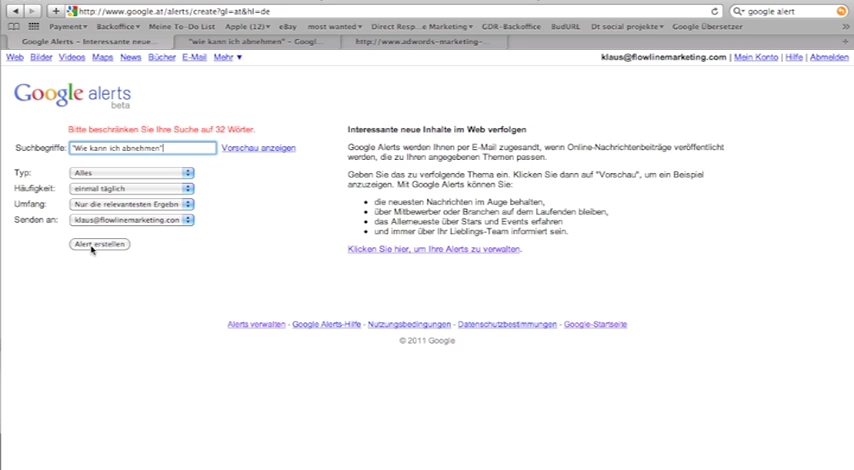 http://www.google.at/alerts/create?gl=at&hl=de
google alert
Payment Backoffice Meine To-Do List Apple (12) eBay most wanted Direct Resp...e Marketing GDR-Backoffice BudURL Dt social projekte Google Übersetzer
Google Alerts – Interessante neue... "wie kann ich abnehmen" – Googl... http://www.adwords-marketing-...
Web Bilder Videos Maps News Bücher E-Mail Mehr ▼ klaus@flowlinemarketing.com | Mein Konto | Hilfe | Abmelden
Google alerts
beta
Bitte beschränken Sie Ihre Suche auf 32 Wörter.
Suchbegriffe: "Wie kann ich abnehmen" Vorschau anzeigen
Typ: Alles
Häufigkeit: einmal täglich
Umfang: Nur die relevantesten Ergebn
Senden an: klaus@flowlinemarketing.com
Alert erstellen
Interessante neue Inhalte im Web verfolgen
Google Alerts werden Ihnen per E-Mail zugesandt, wenn Online-Nachrichtenbeiträge veröffentlicht
werden, die zu Ihren angegebenen Themen passen.
Geben Sie das zu verfolgende Thema ein. Klicken Sie dann auf "Vorschau", um ein Beispiel
anzuzeigen. Mit Google Alerts können Sie:
• die neuesten Nachrichten im Auge behalten,
• über Mitbewerber oder Branchen auf dem Laufenden bleiben,
• das Allerneueste über Stars und Events erfahren
• und immer über Ihr Lieblings-Team informiert sein.
Klicken Sie hier, um Ihre Alerts zu verwalten.
Alerts verwalten - Google Alerts-Hilfe - Nutzungsbedingungen - Datenschutzbestimmungen - Google-Startseite
© 2011 Google